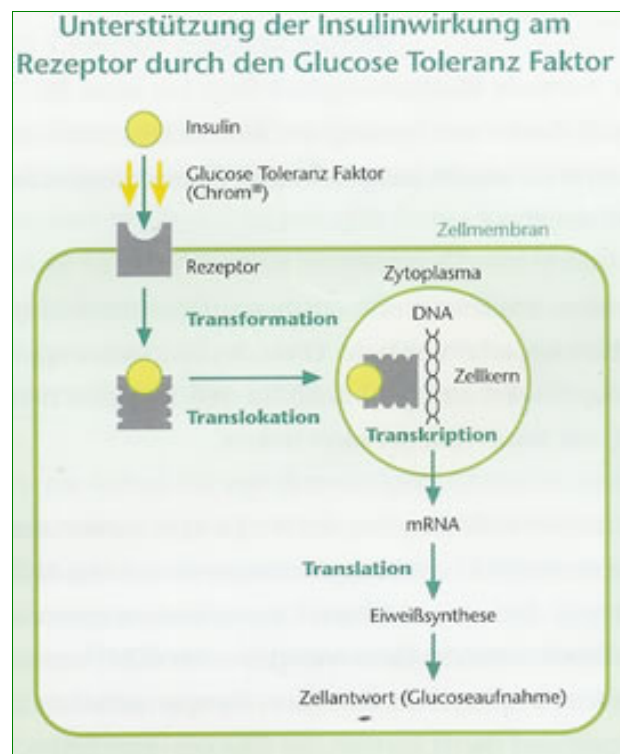 Unterstützung der Insulinwirkung am
Rezeptor durch den Glucose Toleranz Faktor
Insulin
Glucose Toleranz Faktor
(Chrom³⁺)
Zellmembran
Rezeptor
Zytoplasma
Transformation
DNA
Zellkern
Translokation
Transkription
mRNA
Translation
Eiweißsynthese
Zellantwort (Glucoseaufnahme)